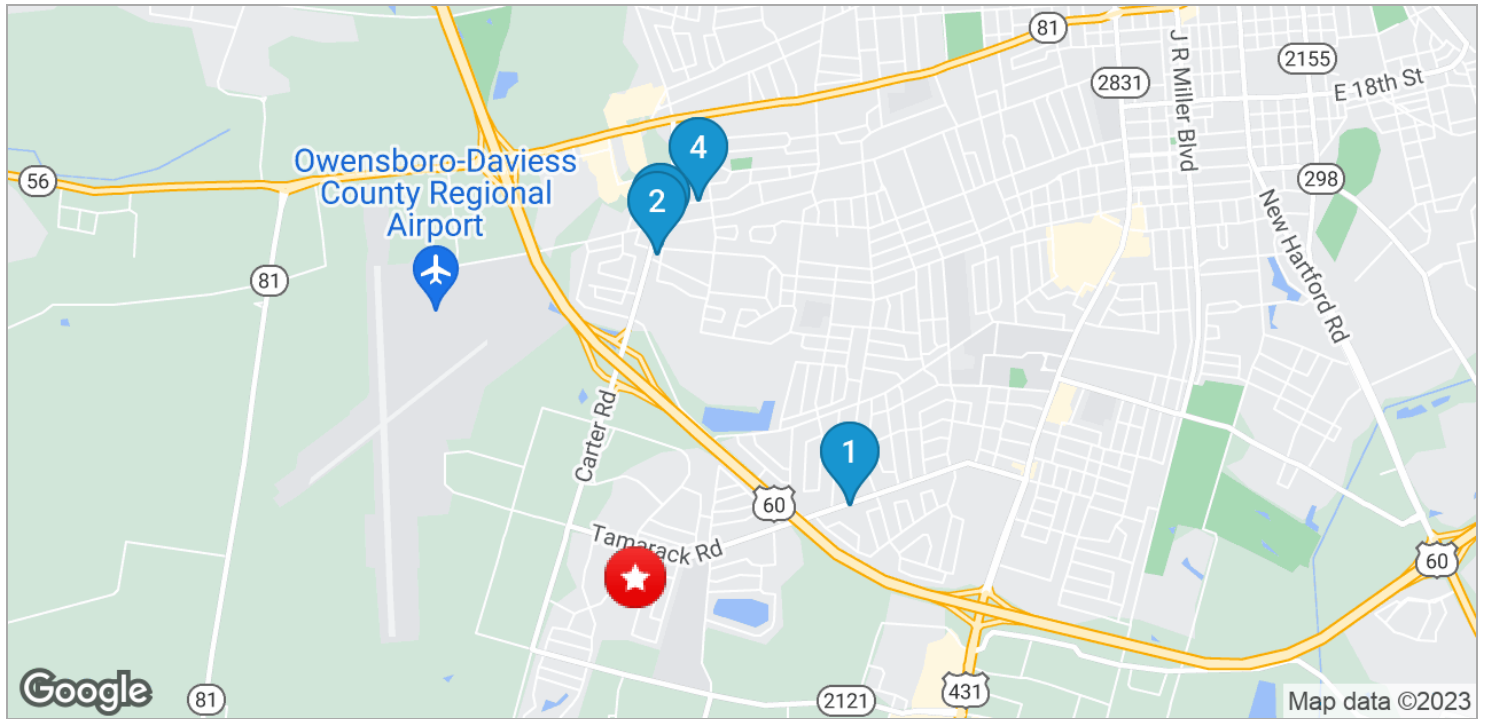 81
2155
2831
E 18th St
J R Miller Blvd
4
Owensboro-Daviess
County Regional
Airport
56
298
2
New Hartford Rd
81
Carter Rd
1
60
Tamarack Rd
60
Google
81
2121
431
Map data ©2023